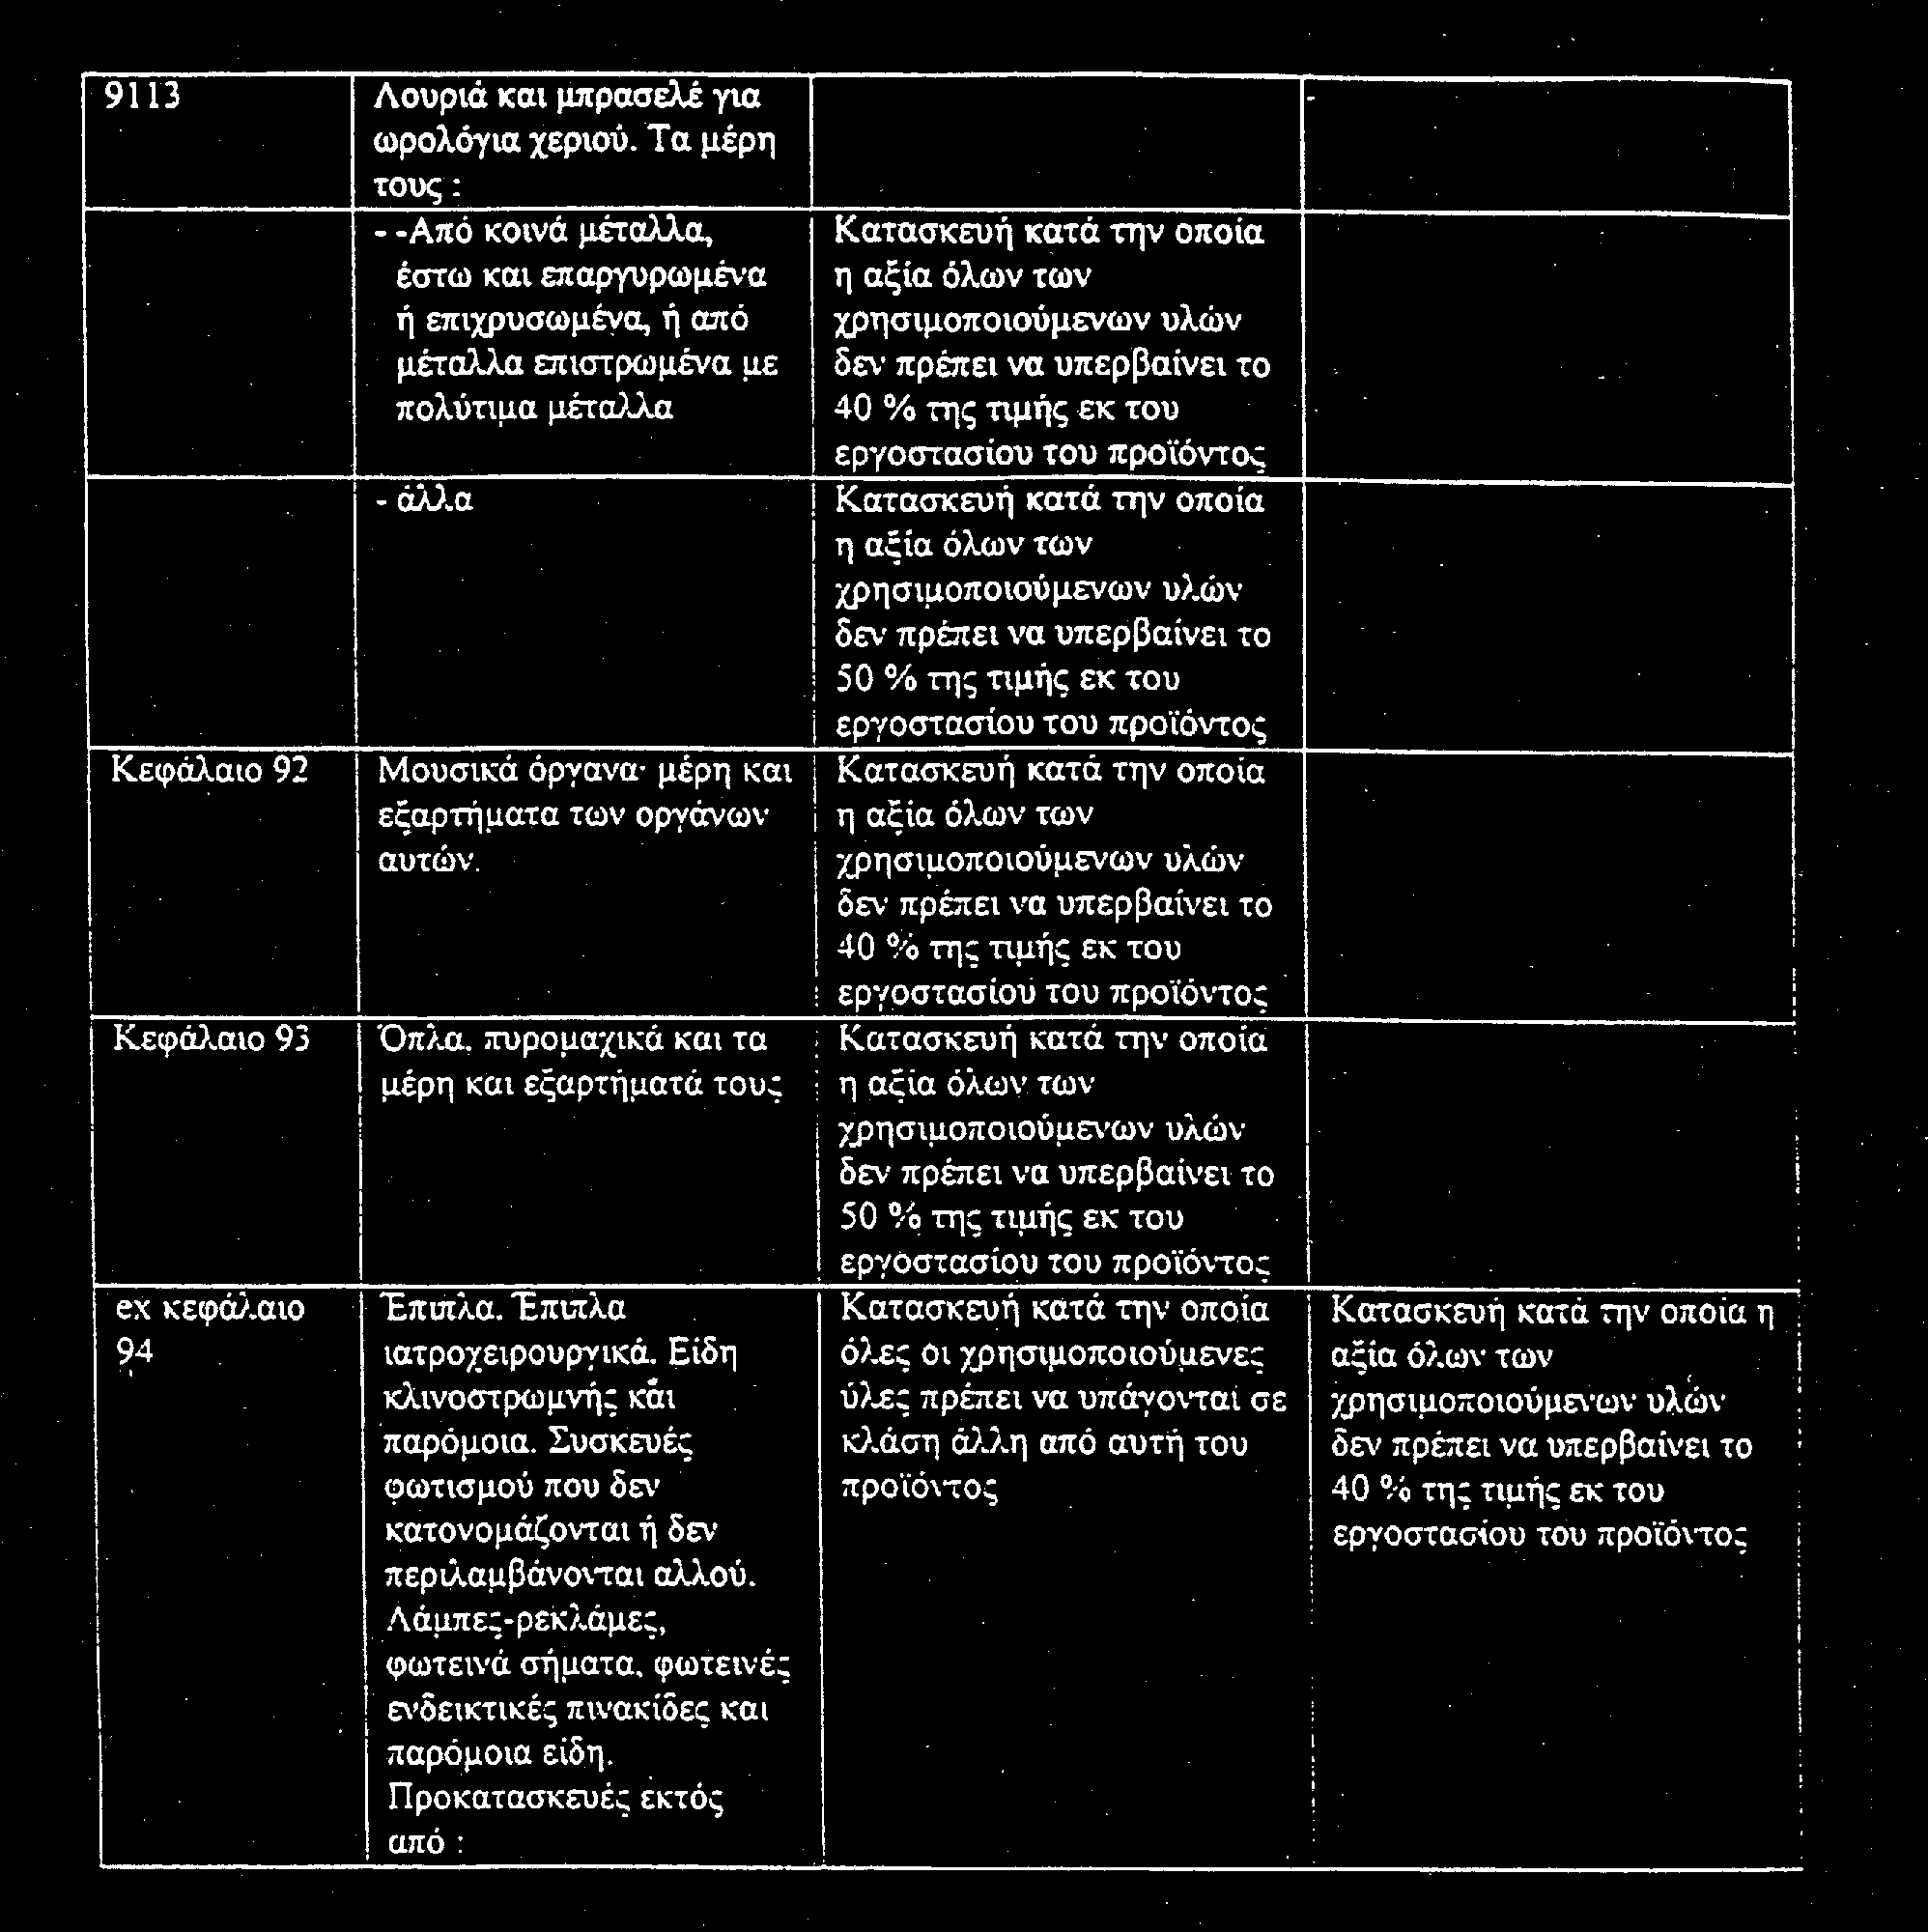 9113
Λουριά και μπρασελέ για
ωρολόγια χεριού. Τα μέρη
τους :
- -Από κοινά μέταλλα,
έστω και επαργυρωμένα
ή επιχρυσωμένα, ή από
μέταλλα επιστρωμένα με
πολύτιμα μέταλλα
Κατασκευή κατά την οποία
η αξία όλων των
χρησιμοποιούμενων υλών
δεν πρέπει να υπερβαίνει το
40 % της τιμής εκ του
εργοστασίου του προϊόντος
- άλλα
Κατασκευή κατά την οποία
η αξία όλων των
χρησιμοποιούμενων υλών
δεν πρέπει να υπερβαίνει το
50 % της τιμής εκ του
εργοστασίου του προϊόντος
Κεφάλαιο 92
Μουσικά όργανα· μέρη και
εξαρτήματα των οργάνων
αυτών.
Κατασκευή κατά την οποία
η αξία όλων των
χρησιμοποιούμενων υλών
δεν πρέπει να υπερβαίνει το
40 % της τιμής εκ του
εργοστασίου του προϊόντος
Κεφάλαιο 93
Όπλα, πυρομαχικά και τα
μέρη και εξαρτήματά τους
Κατασκευή κατά την οποία
η αξία όλων των
χρησιμοποιούμενων υλών
δεν πρέπει να υπερβαίνει το
50 % της τιμής εκ του
εργοστασίου του προϊόντος
ex κεφάλαιο
94
Έπιπλα. Έπιπλα
ιατροχειρουργικά. Είδη
κλινοστρωμνής και
παρόμοια. Συσκευές
φωτισμού που δεν
κατονομάζονται ή δεν
περιλαμβάνονται αλλού.
Λάμπες-ρεκλάμες,
φωτεινά σήματα, φωτεινές
ενδεικτικές πινακίδες και
παρόμοια είδη.
Προκατασκευές εκτός
από :
Κατασκευή κατά την οποία
όλες οι χρησιμοποιούμενες
ύλες πρέπει να υπάγονται σε
κλάση άλλη από αυτή του
προϊόντος
Κατασκευή κατά την οποία η
αξία όλων των
χρησιμοποιούμενων υλών
δεν πρέπει να υπερβαίνει το
40 % της τιμής εκ του
εργοστασίου του προϊόντος